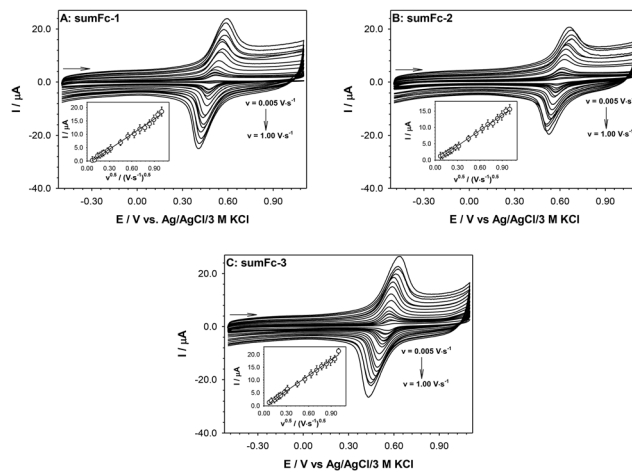 A: sumFc-1
20.0
0.0
-20.0
-40.0
I / µA
v = 0.005 V·s⁻¹
v = 1.00 V·s⁻¹
20.0
15.0
10.0
5.0
0.0
I / µA
0.00 0.30 0.60 0.90
v⁰·⁵ / (V·s⁻¹)⁰·⁵
-0.30 0.00 0.30 0.60 0.90
E / V vs. Ag/AgCl/3 M KCl
B: sumFc-2
20.0
0.0
-20.0
-40.0
I / µA
v = 0.005 V·s⁻¹
v = 1.00 V·s⁻¹
15.0
10.0
5.0
0.0
I / µA
0.00 0.30 0.60 0.90
v⁰·⁵ / (V·s⁻¹)⁰·⁵
-0.30 0.00 0.30 0.60 0.90
E / V vs Ag/AgCl/3 M KCl
C: sumFc-3
20.0
0.0
-20.0
-40.0
I / µA
v = 0.005 V·s⁻¹
v = 1.00 V·s⁻¹
20.0
15.0
10.0
5.0
0.0
I / µA
0.00 0.30 0.60 0.90
v⁰·⁵ / (V·s⁻¹)⁰·⁵
-0.30 0.00 0.30 0.60 0.90
E / V vs Ag/AgCl/3 M KCl